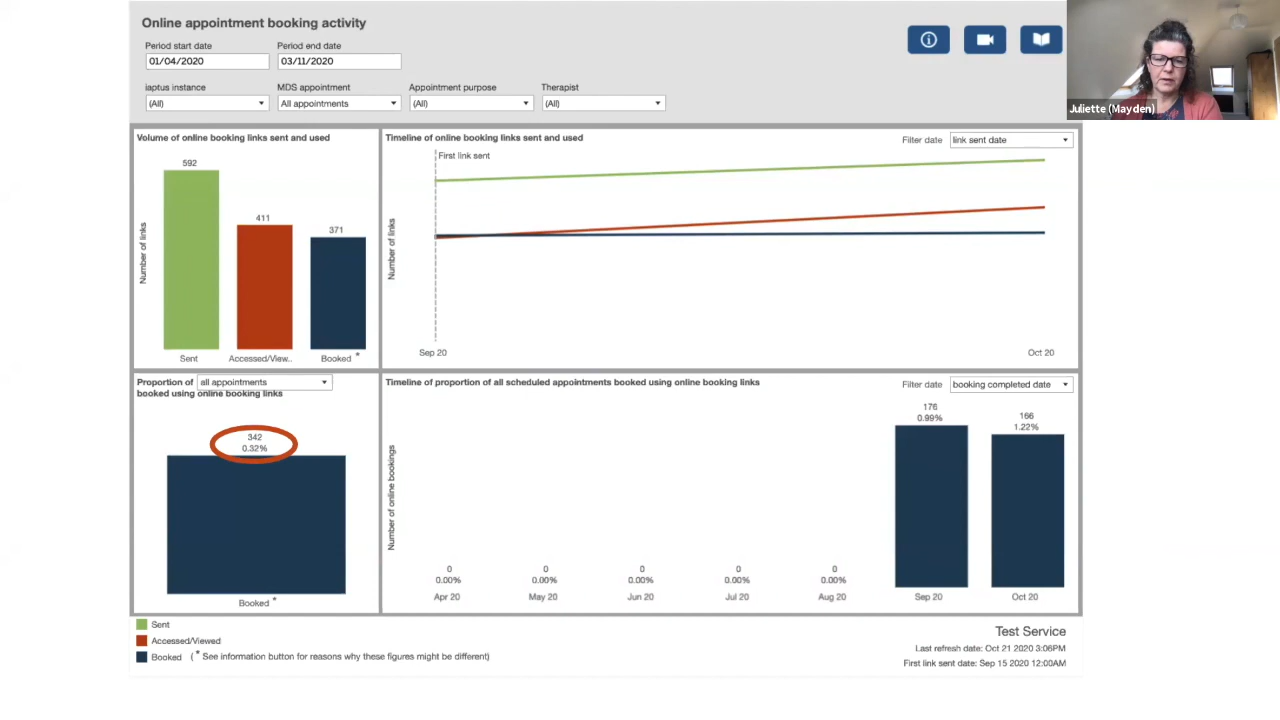 Online appointment booking activity
Period start date
Period end date
01/04/2020
03/11/2020
iaptus instance
MDS appointment
Appointment purpose
Therapist
(All)
All appointments
(All)
(All)
Juliette (Mayden)
Volume of online booking links sent and used
592
411
371
Number of links
Sent
Accessed/View..
Booked *
Timeline of online booking links sent and used
Filter date
link sent date
First link sent
Number of links
Sep 20
Oct 20
Proportion of
all appointments
booked using online booking links
342
0.32%
Booked *
Timeline of proportion of all scheduled appointments booked using online booking links
Filter date
booking completed date
Number of online bookings
0
0.00%
Apr 20
0
0.00%
May 20
0
0.00%
Jun 20
0
0.00%
Jul 20
0
0.00%
Aug 20
176
0.99%
Sep 20
166
1.22%
Oct 20
Sent
Accessed/Viewed
Booked ( * See information button for reasons why these figures might be different)
Test Service
Last refresh date: Oct 21 2020 3:06PM
First link sent date: Sep 15 2020 12:00AM